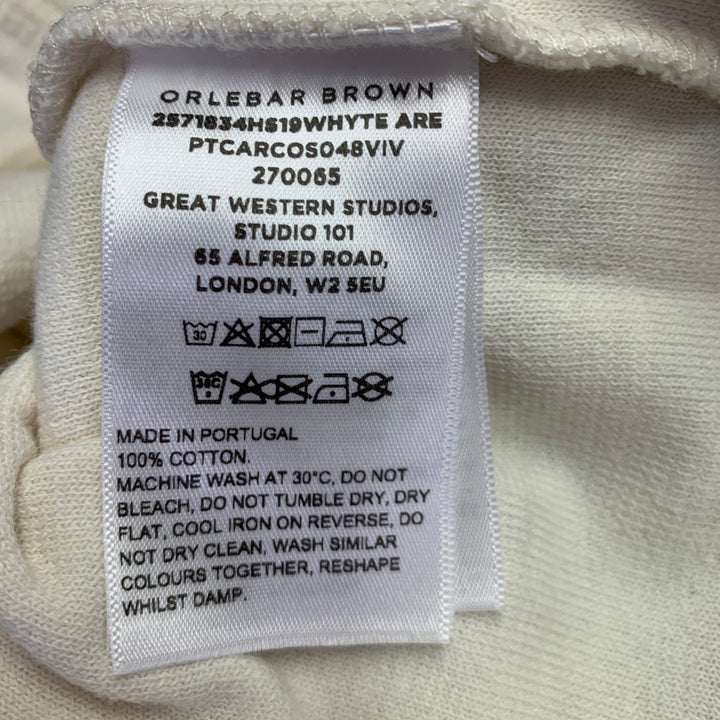 ORLEBAR BROWN
2571834HS19WHYTE ARE
PTCARCOS048VIV
270065
GREAT WESTERN STUDIOS,
STUDIO 101
65 ALFRED ROAD,
LONDON, W2 5EU
30
30C
MADE IN PORTUGAL
100% COTTON.
MACHINE WASH AT 30°C, DO NOT
BLEACH, DO NOT TUMBLE DRY, DRY
FLAT, COOL IRON ON REVERSE, DO
NOT DRY CLEAN, WASH SIMILAR
COLOURS TOGETHER, RESHAPE
WHILST DAMP.